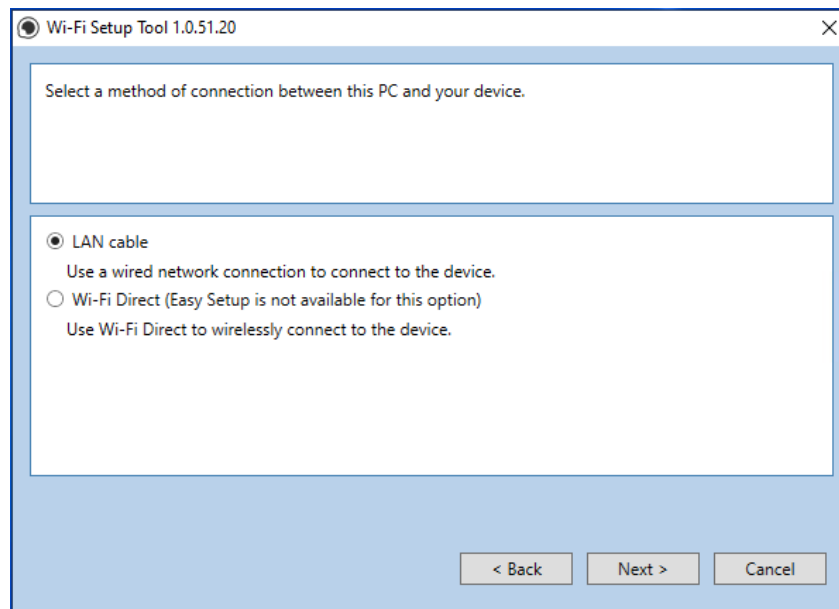 Wi-Fi Setup Tool 1.0.51.20
Select a method of connection between this PC and your device.
LAN cable
Use a wired network connection to connect to the device.
Wi-Fi Direct (Easy Setup is not available for this option)
Use Wi-Fi Direct to wirelessly connect to the device.
< Back Next > Cancel